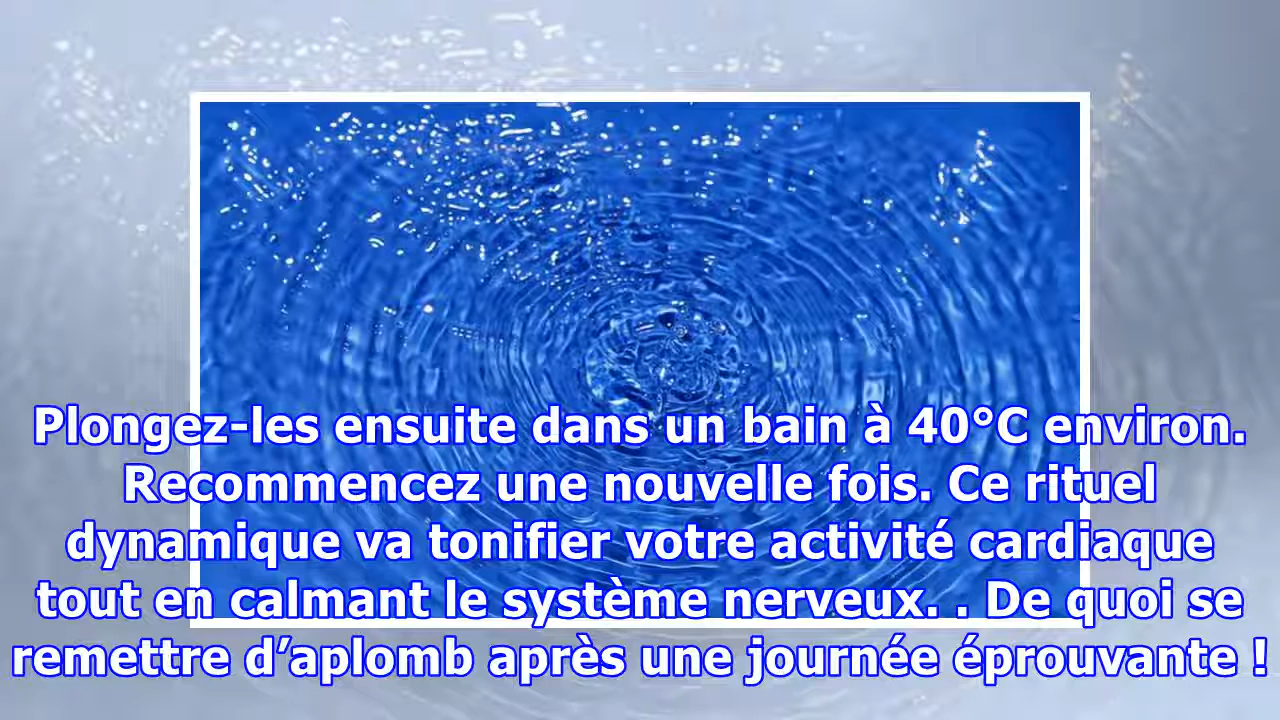 Plongez-les ensuite dans un bain à 40°C environ.
Recommencez une nouvelle fois. Ce rituel
dynamique va tonifier votre activité cardiaque
tout en calmant le système nerveux. . De quoi se
remettre d’aplomb après une journée éprouvante !